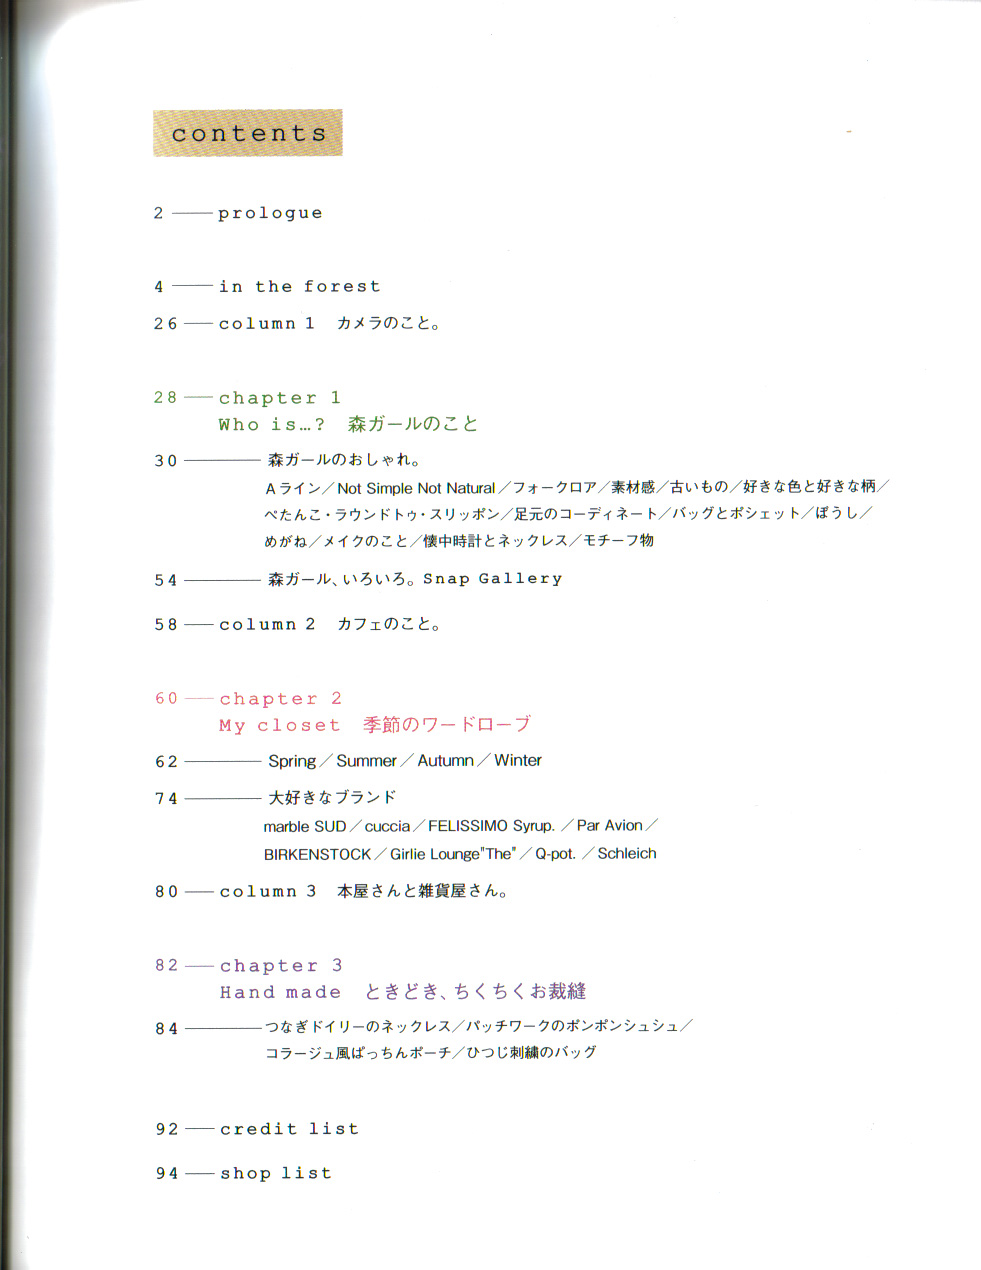 contents
2 — prologue
4 — in the forest
26 — column 1 カメラのこと。
28 — chapter 1
Who is…? 森ガールのこと
30 — 森ガールのおしゃれ。
Aライン／Not Simple Not Natural／フォークロア／素材感／古いもの／好きな色と好きな柄／
ぺたんこ・ラウンドトゥ・スリッポン／足元のコーディネート／バッグとポシェット／ぼうし／
めがね／メイクのこと／懐中時計とネックレス／モチーフ物
54 — 森ガール、いろいろ。Snap Gallery
58 — column 2 カフェのこと。
60 — chapter 2
My closet 季節のワードローブ
62 — Spring／Summer／Autumn／Winter
74 — 大好きなブランド
marble SUD／cuccia／FELISSIMO Syrup.／Par Avion／
BIRKENSTOCK／Girlie Lounge"The"／Q-pot.／Schleich
80 — column 3 本屋さんと雑貨屋さん。
82 — chapter 3
Hand made ときどき、ちくちくお裁縫
84 — つなぎドイリーのネックレス／パッチワークのポンポンシュシュ／
コラージュ風ぱっちんポーチ／ひつじ刺繍のバッグ
92 — credit list
94 — shop list